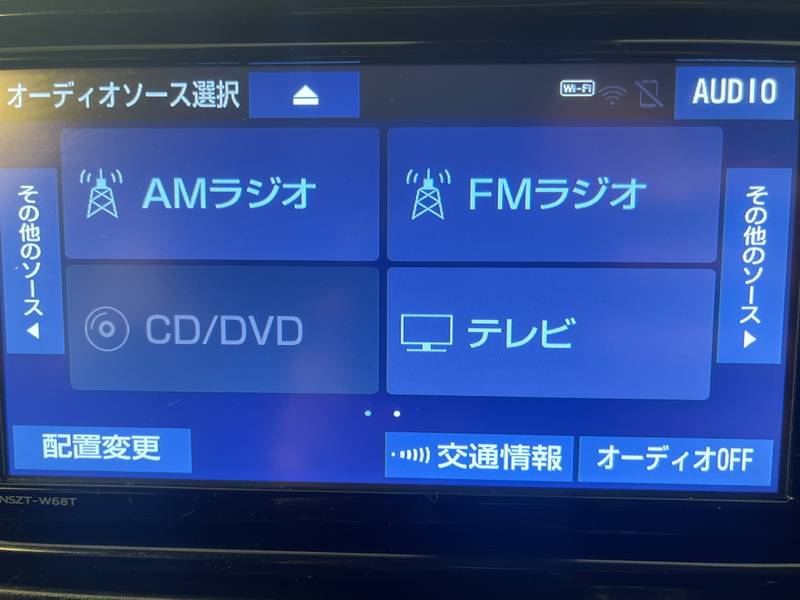 オーディオソース選択
Wi-Fi
AUDIO
その他のソース
AMラジオ
FMラジオ
その他のソース
CD/DVD
テレビ
配置変更
交通情報
オーディオOFF
NSZT-W68T